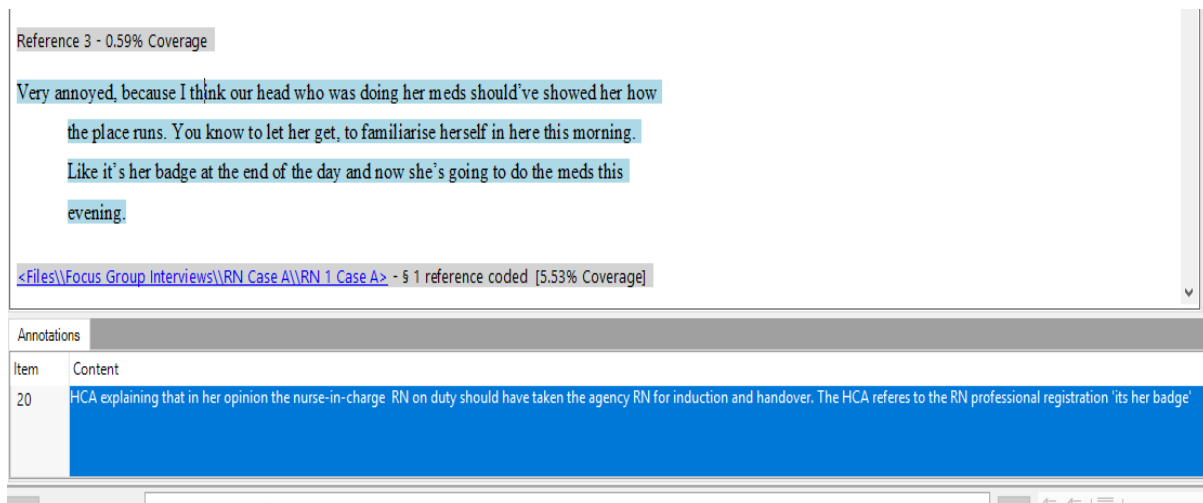 Reference 3 - 0.59% Coverage
Very annoyed, because I think our head who was doing her meds should've showed her how
the place runs. You know to let her get, to familiarise herself in here this morning.
Like it's her badge at the end of the day and now she's going to do the meds this
evening.
<Files\\Focus Group Interviews\\RN Case A\\RN 1 Case A> - § 1 reference coded [5.53% Coverage]
Annotations
Item Content
20 HCA explaining that in her opinion the nurse-in-charge RN on duty should have taken the agency RN for induction and handover. The HCA referes to the RN professional registration 'its her badge'